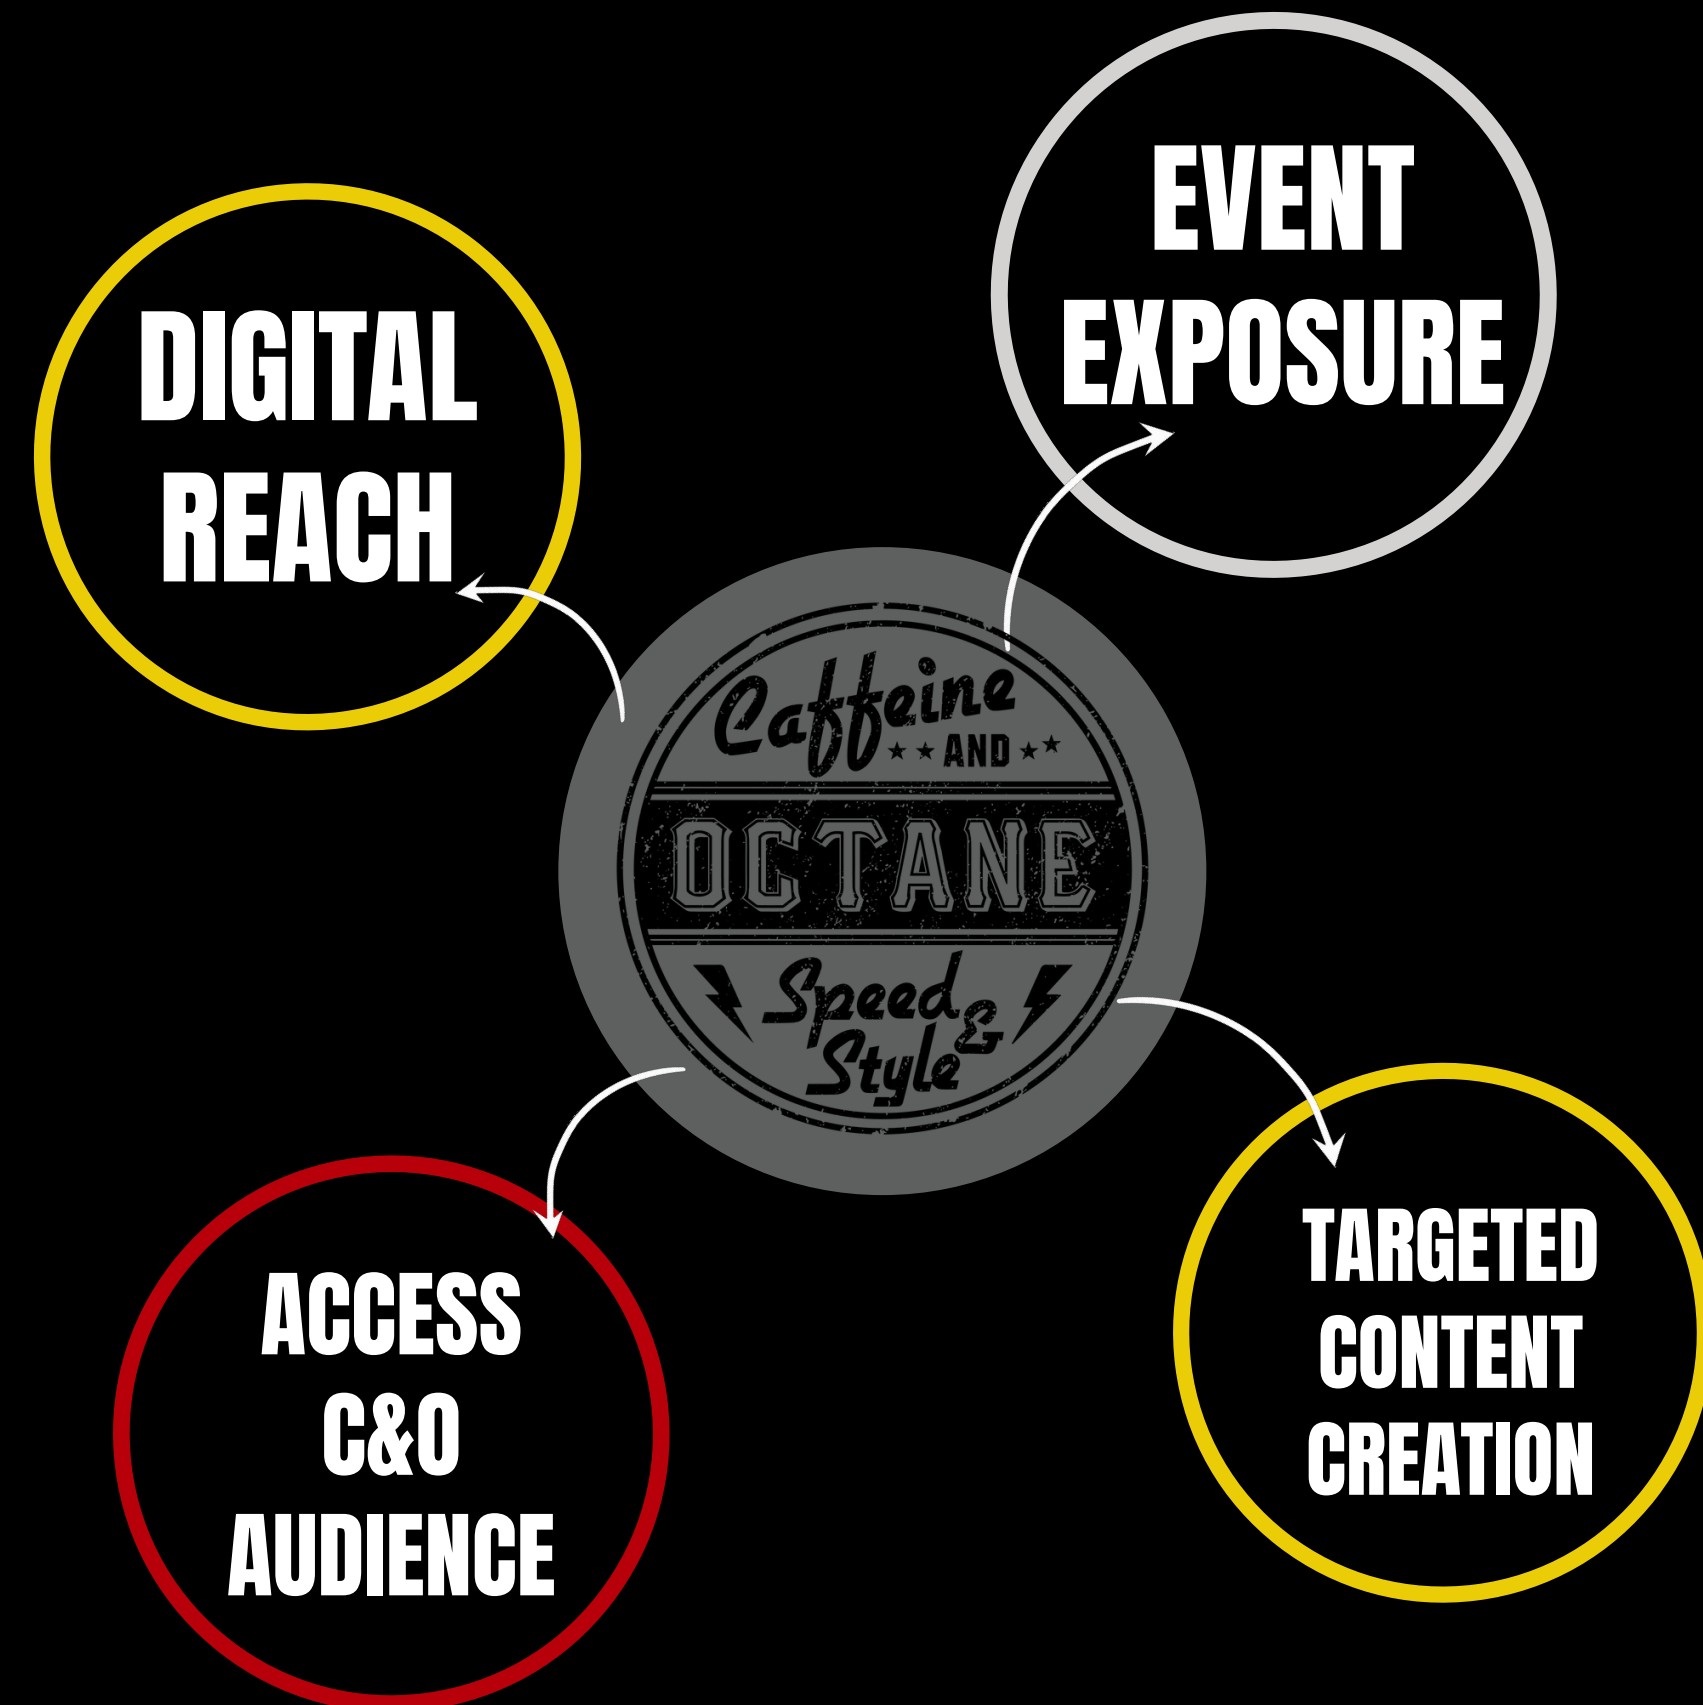 DIGITAL
REACH
EVENT
EXPOSURE
Caffeine
AND
OCTANE
Speed
&
Style
ACCESS
C&O
AUDIENCE
TARGETED
CONTENT
CREATION